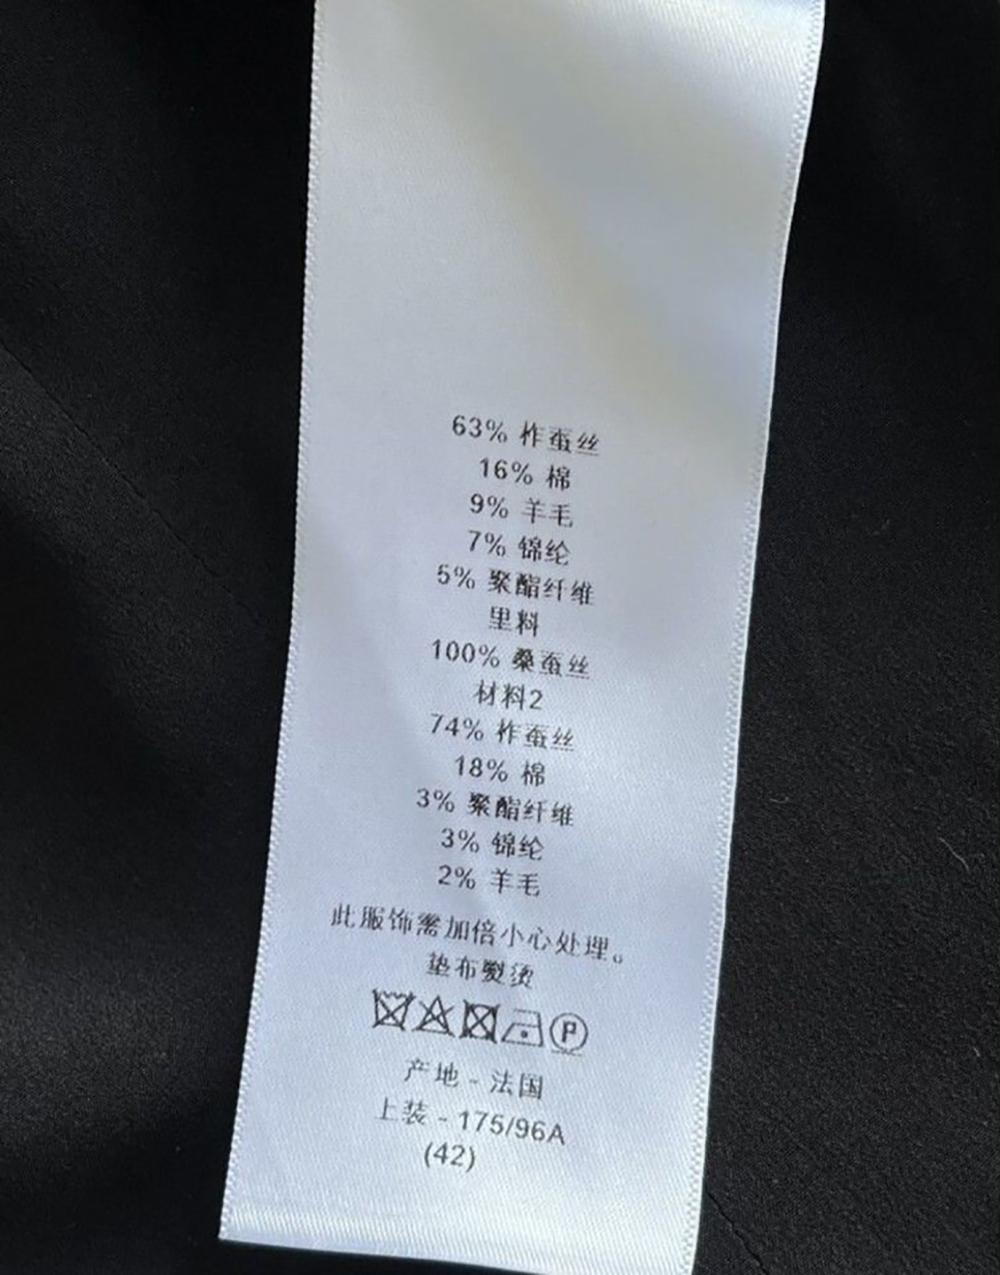 63% 柞蚕丝
16% 棉
9% 羊毛
7% 锦纶
5% 聚酯纤维
里料
100% 桑蚕丝
材料2
74% 柞蚕丝
18% 棉
3% 聚酯纤维
3% 锦纶
2% 羊毛
此服饰需加倍小心处理。
垫布熨烫
P
产地 - 法国
上装 - 175/96A
(42)